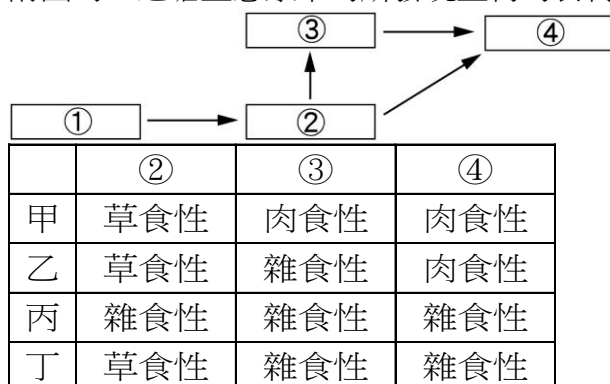 ③ ④
① ②
② ③ ④
甲 草食性 肉食性 肉食性
乙 草食性 雜食性 肉食性
丙 雜食性 雜食性 雜食性
丁 草食性 雜食性 雜食性